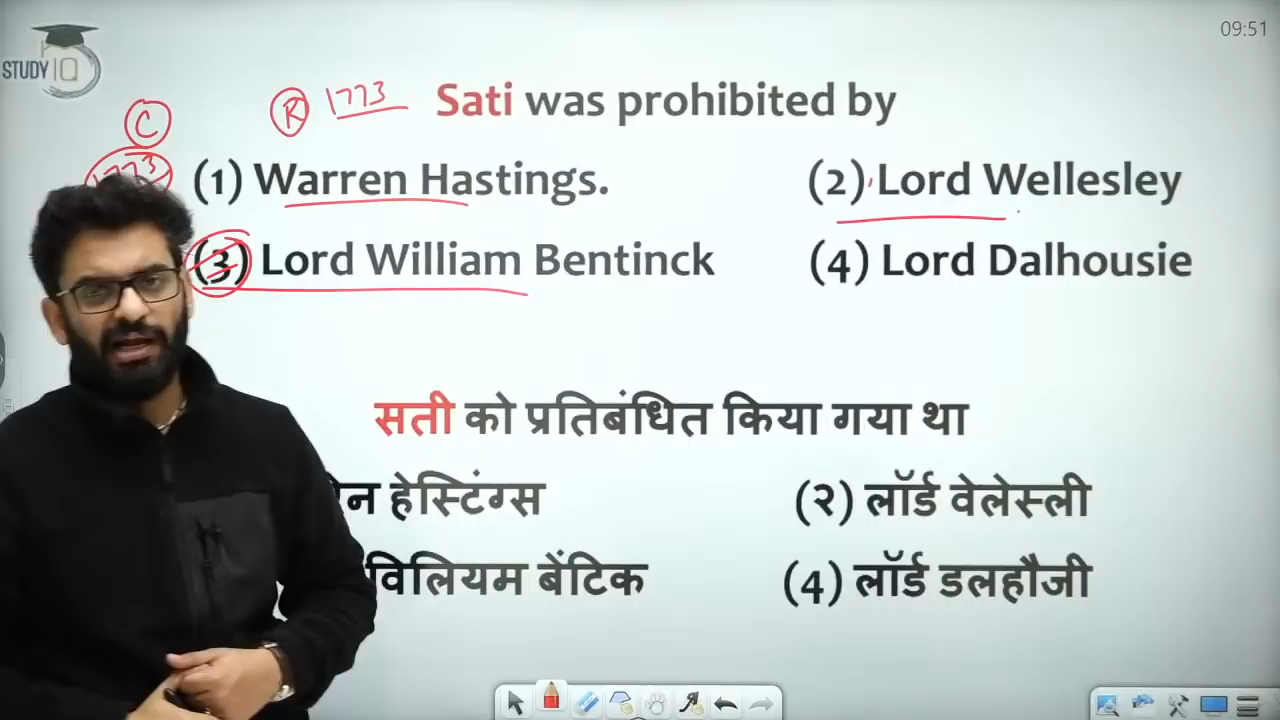 09:51
STUDY IQ
R 1773 Sati was prohibited by
C
1773
(1) Warren Hastings. (2) Lord Wellesley
(3) Lord William Bentinck (4) Lord Dalhousie
सती को प्रतिबंधित किया गया था
हेस्टिंग्स (२) लॉर्ड वेलेस्ली
विलियम बेंटिक (4) लॉर्ड डलहौजी